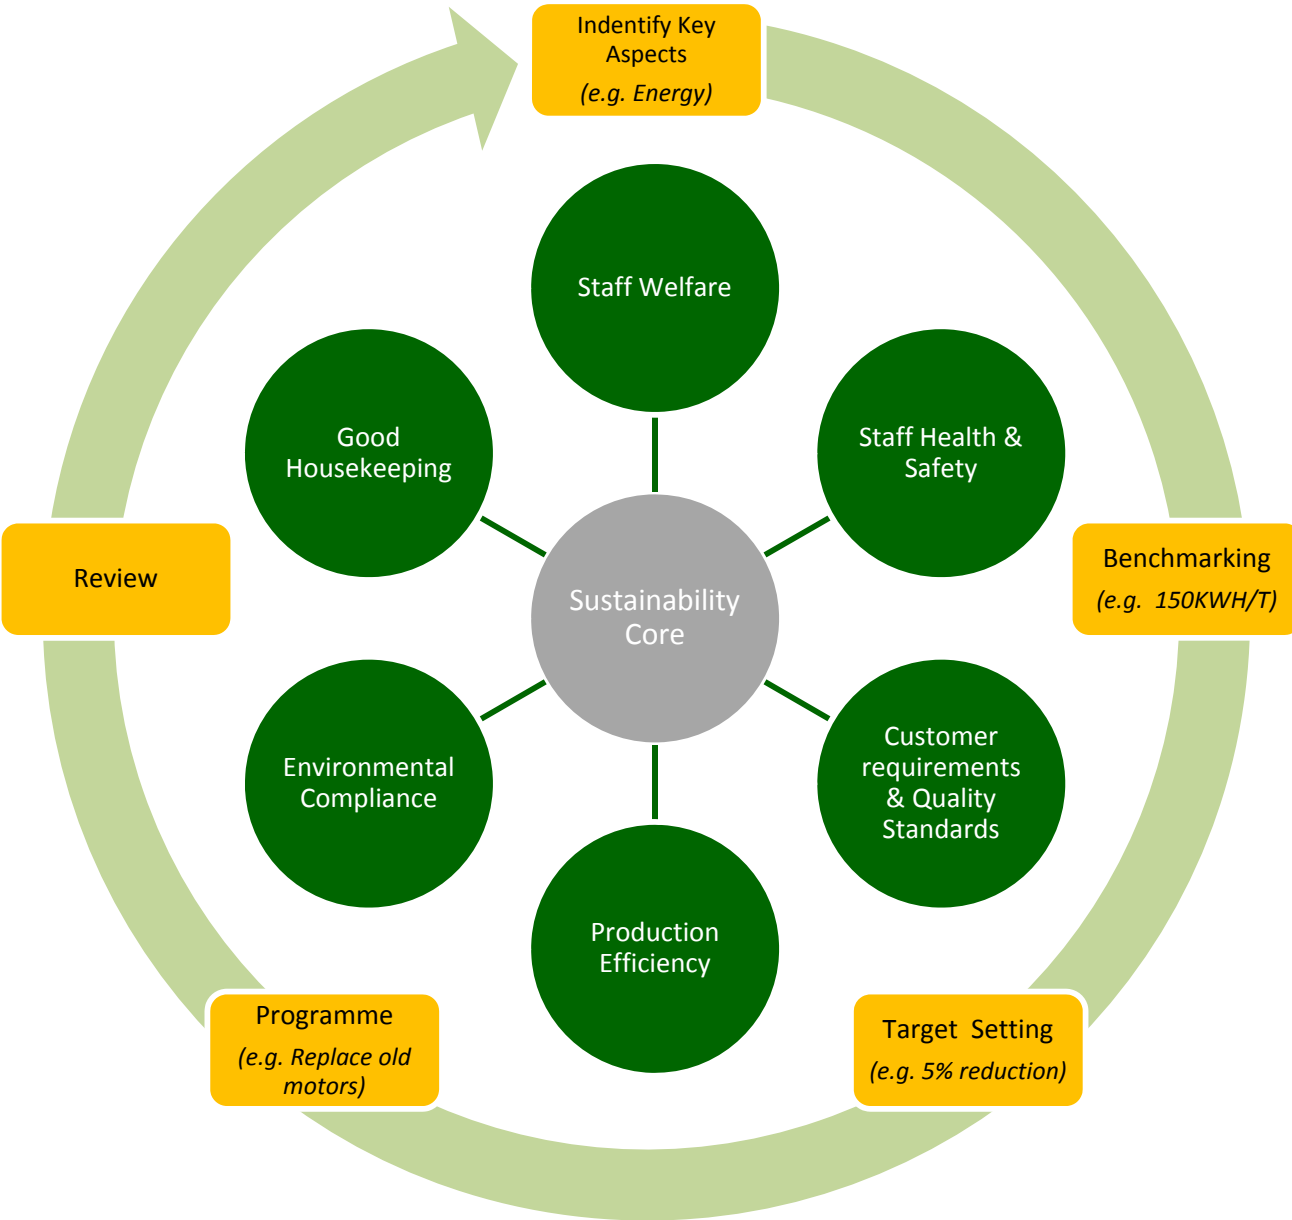 Indentify Key
Aspects
(e.g. Energy)
Staff Welfare
Good
Housekeeping
Staff Health &
Safety
Review
Benchmarking
(e.g. 150KWH/T)
Sustainability
Core
Environmental
Compliance
Customer
requirements
& Quality
Standards
Production
Efficiency
Programme
(e.g. Replace old
motors)
Target Setting
(e.g. 5% reduction)